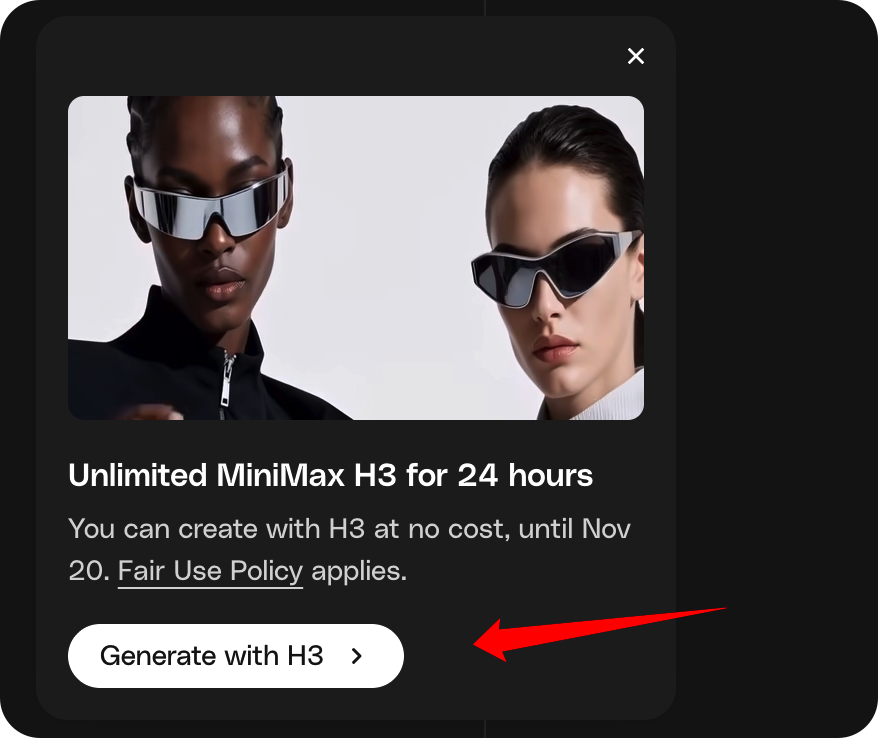 Unlimited MiniMax H3 for 24 hours
You can create with H3 at no cost, until Nov
20. Fair Use Policy applies.
Generate with H3